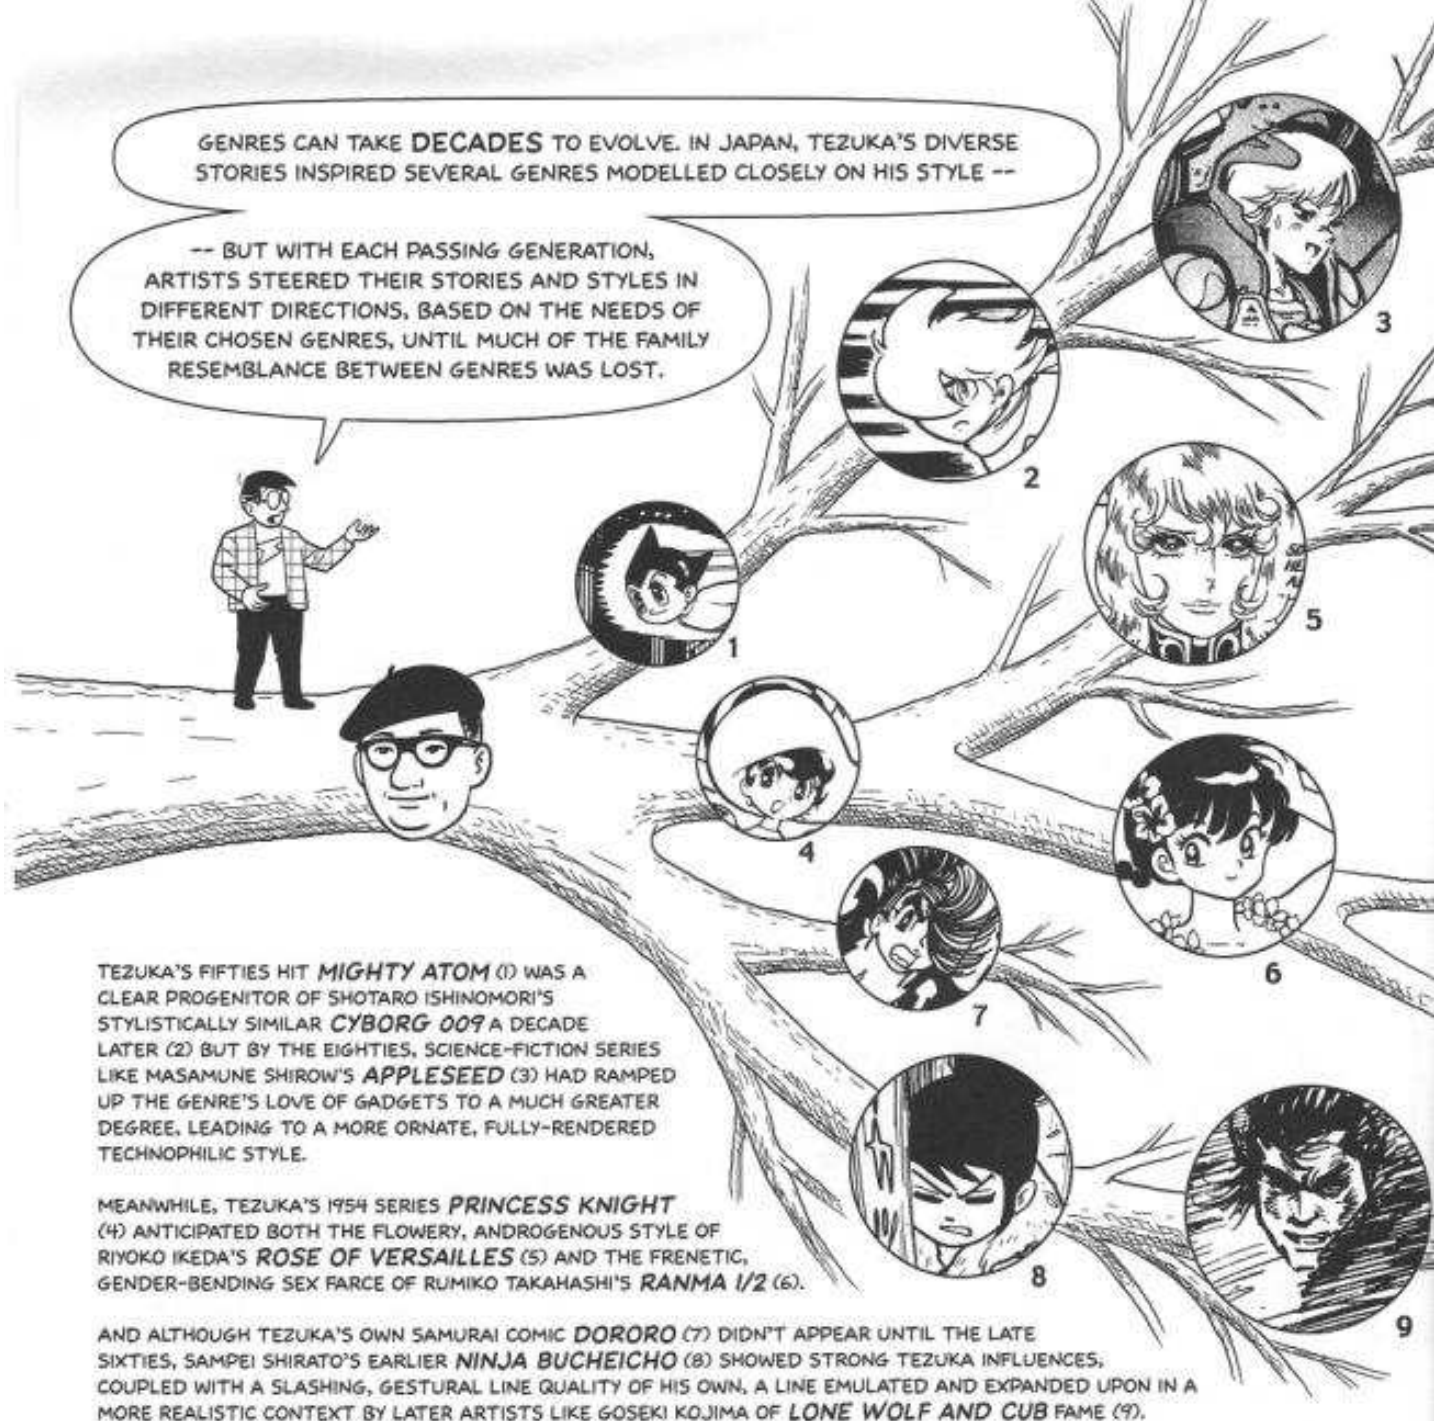 GENRES CAN TAKE DECADES TO EVOLVE. IN JAPAN, TEZUKA'S DIVERSE
STORIES INSPIRED SEVERAL GENRES MODELLED CLOSELY ON HIS STYLE --
-- BUT WITH EACH PASSING GENERATION,
ARTISTS STEERED THEIR STORIES AND STYLES IN
DIFFERENT DIRECTIONS, BASED ON THE NEEDS OF
THEIR CHOSEN GENRES, UNTIL MUCH OF THE FAMILY
RESEMBLANCE BETWEEN GENRES WAS LOST.
3
2
5
1
4
6
7
8
9
TEZUKA'S FIFTIES HIT MIGHTY ATOM (1) WAS A
CLEAR PROGENITOR OF SHOTARO ISHINOMORI'S
STYLISTICALLY SIMILAR CYBORG 009 A DECADE
LATER (2) BUT BY THE EIGHTIES, SCIENCE-FICTION SERIES
LIKE MASAMUNE SHIROW'S APPLESEED (3) HAD RAMPED
UP THE GENRE'S LOVE OF GADGETS TO A MUCH GREATER
DEGREE, LEADING TO A MORE ORNATE, FULLY-RENDERED
TECHNOPHILIC STYLE.
MEANWHILE, TEZUKA'S 1954 SERIES PRINCESS KNIGHT
(4) ANTICIPATED BOTH THE FLOWERY, ANDROGENOUS STYLE OF
RIYOKO IKEDA'S ROSE OF VERSAILLES (5) AND THE FRENETIC,
GENDER-BENDING SEX FARCE OF RUMIKO TAKAHASHI'S RANMA 1/2 (6).
AND ALTHOUGH TEZUKA'S OWN SAMURAI COMIC DORORO (7) DIDN'T APPEAR UNTIL THE LATE
SIXTIES, SAMPEI SHIRATO'S EARLIER NINJA BUCHEICHO (8) SHOWED STRONG TEZUKA INFLUENCES,
COUPLED WITH A SLASHING, GESTURAL LINE QUALITY OF HIS OWN, A LINE EMULATED AND EXPANDED UPON IN A
MORE REALISTIC CONTEXT BY LATER ARTISTS LIKE GOSEKI KOJIMA OF LONE WOLF AND CUB FAME (9).